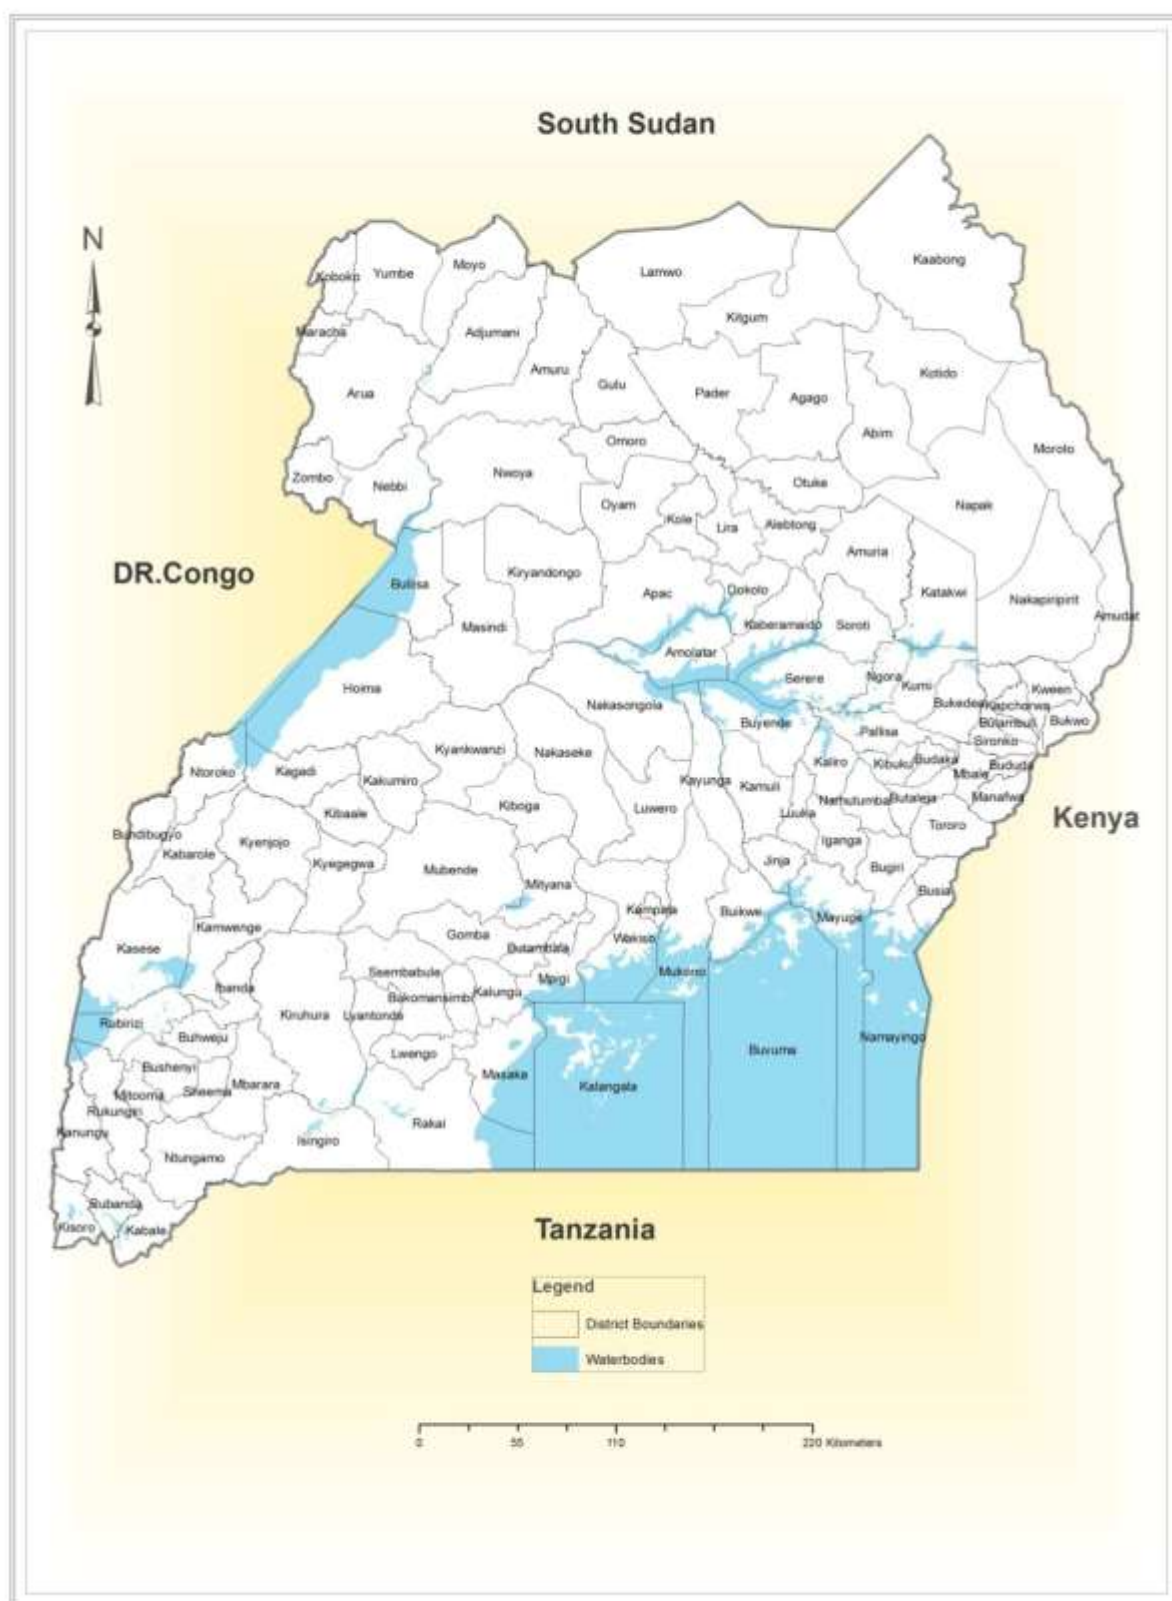 South Sudan
N
Kaabong
Koboko
Yumbe
Moyo
Lamwo
Kitgum
Maracha
Adjumani
Amuru
Gulu
Pader
Agago
Kotido
Arua
Abim
Omoro
Moroto
Zombo
Nebbi
Nwoya
Otuke
Napak
Oyam
Kole
Lira
Alebtong
Amuria
DR.Congo
Buliisa
Kiryandongo
Apac
Dokolo
Katakwi
Nakapiripirit
Amudat
Masindi
Kaberamaido
Soroti
Amolatar
Serere
Ngora
Kumi
Kween
Hoima
Nakasongola
Bukedea
Kapchorwa
Buyende
Bulambuli
Bukwo
Pallisa
Sironko
Kyankwanzi
Nakaseke
Ntoroko
Kagadi
Kakumiro
Kayunga
Kamuli
Kaliro
Kibuku
Budaka
Mbale
Bududa
Kibaale
Kiboga
Luwero
Luuka
Namutumba
Butaleja
Manafwa
Kenya
Bundibugyo
Kabarole
Kyenjojo
Kyegegwa
Iganga
Tororo
Mubende
Mityana
Jinja
Bugiri
Busia
Kasese
Kamwenge
Gomba
Butambala
Kampala
Wakiso
Buikwe
Mayuge
Ibanda
Ssembabule
Mpigi
Mukono
Rubirizi
Kiruhura
Lyantonde
Bukomansimbi
Kalungu
Buhweju
Buvuma
Namayingo
Bushenyi
Lwengo
Masaka
Kalangala
Mitooma
Sheema
Mbarara
Rukungiri
Kanungu
Isingiro
Rakai
Ntungamo
Rubanda
Kisoro
Kabale
Tanzania
Legend
District Boundaries
Waterbodies
0 55 110 220 Kilometers